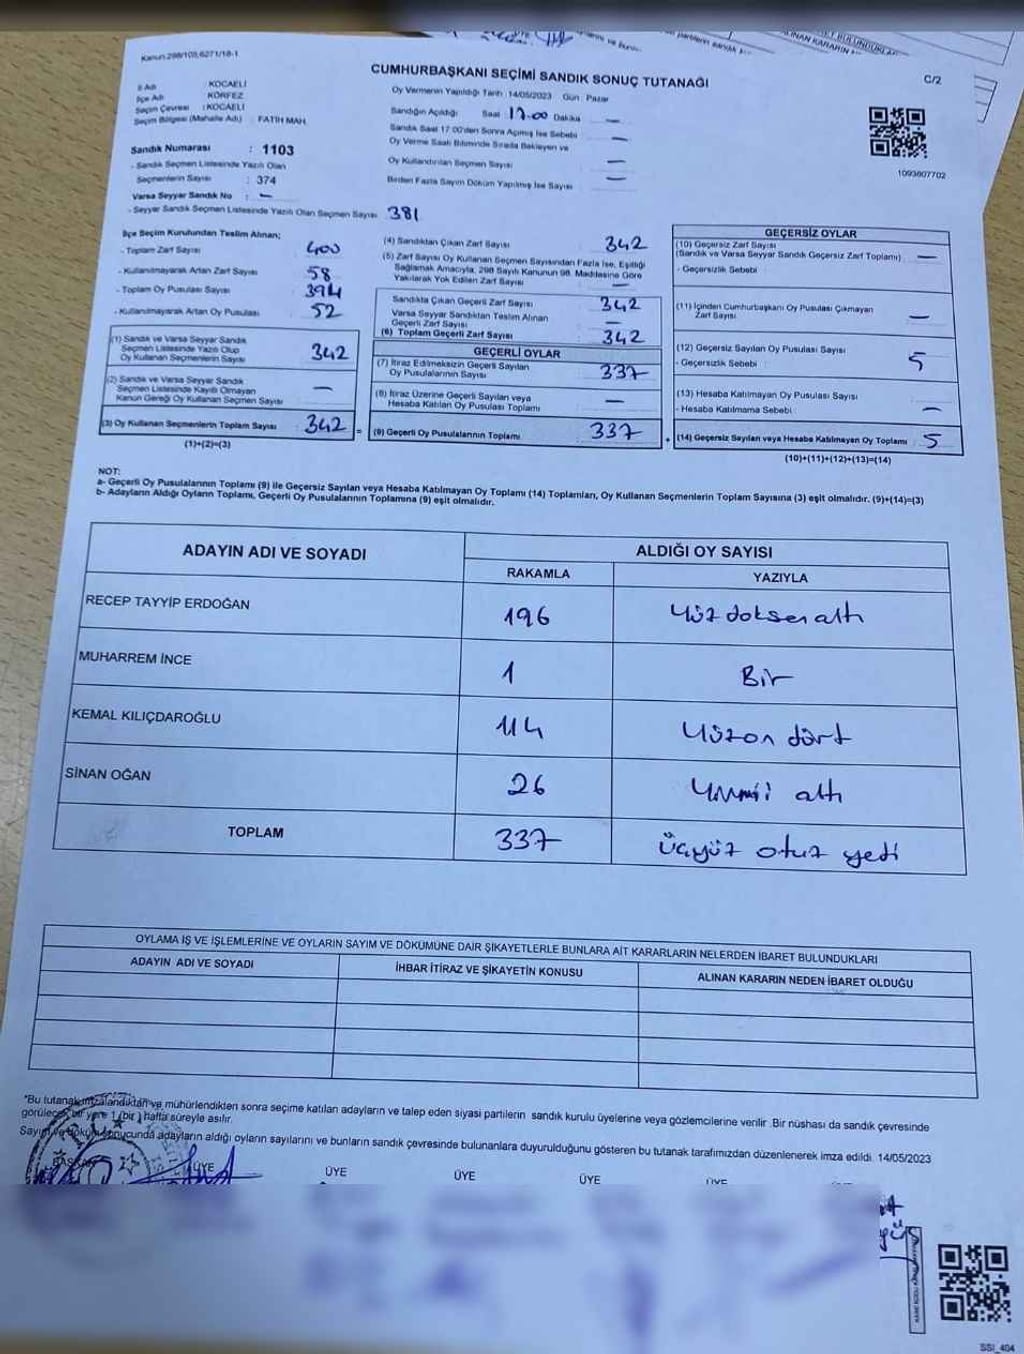 Kanun:298/105,6271/18-1
CUMHURBAŞKANI SEÇİMİ SANDIK SONUÇ TUTANAĞI
C/2
İli Adı : KOCAELİ
İlçe Adı : KÖRFEZ
Seçim Çevresi : KOCAELİ
Seçim Bölgesi (Mahalle Adı) : FATİH MAH.
Oy Vermenin Yapıldığı Tarih :14/05/2023 Gün : Pazar
Sandığın Açıldığı Saat 17.00 Dakika —
Sandık Saat 17:00'den Sonra Açılmış İse Sebebi —
Oy Verme Saati Bitiminde Sırada Bekleyen ve
Oy Kullandırılan Seçmen Sayısı —
Birden Fazla Sayım Döküm Yapılmış İse Sayısı —
1093807702
Sandık Numarası : 1103
- Sandık Seçmen Listesinde Yazılı Olan
Seçmenlerin Sayısı : 374
Varsa Seyyar Sandık No : —
- Seyyar Sandık Seçmen Listesinde Yazılı Olan Seçmen Sayısı 381
İlçe Seçim Kurulundan Teslim Alınan;
- Toplam Zarf Sayısı 400
- Kullanılmayarak Artan Zarf Sayısı 58
- Toplam Oy Pusulası Sayısı 394
- Kullanılmayarak Artan Oy Pusulası 52
(1) Sandık ve Varsa Seyyar Sandık
Seçmen Listesinde Yazılı Olup
Oy Kullanan Seçmenlerin Sayısı 342
(2) Sandık ve Varsa Seyyar Sandık
Seçmen Listesinde Kayıtlı Olmayan
Kanun Gereği Oy Kullanan Seçmen Sayısı —
(3) Oy Kullanan Seçmenlerin Toplam Sayısı 342
(1)+(2)=(3)
(4) Sandıktan Çıkan Zarf Sayısı 342
(5) Zarf Sayısı Oy Kullanan Seçmen Sayısından Fazla İse, Eşitliği
Sağlamak Amacıyla, 298 Sayılı Kanunun 98. Maddesine Göre
Yakılarak Yok Edilen Zarf Sayısı —
Sandıkta Çıkan Geçerli Zarf Sayısı 342
Varsa Seyyar Sandıktan Teslim Alınan
Geçerli Zarf Sayısı —
(6) Toplam Geçerli Zarf Sayısı 342
GEÇERLİ OYLAR
(7) İtiraz Edilmeksizin Geçerli Sayılan
Oy Pusulalarının Sayısı 337
(8) İtiraz Üzerine Geçerli Sayılan veya
Hesaba Katılan Oy Pusulası Toplamı —
= (9) Geçerli Oy Pusulalarının Toplamı 337
GEÇERSİZ OYLAR
(10) Geçersiz Zarf Sayısı
(Sandık ve Varsa Seyyar Sandık Geçersiz Zarf Toplamı) —
- Geçersizlik Sebebi :
(11) İçinden Cumhurbaşkanı Oy Pusulası Çıkmayan
Zarf Sayısı —
(12) Geçersiz Sayılan Oy Pusulası Sayısı
- Geçersizlik Sebebi : 5
(13) Hesaba Katılmayan Oy Pusulası Sayısı
- Hesaba Katılmama Sebebi : —
+ (14) Geçersiz Sayılan veya Hesaba Katılmayan Oy Toplamı 5
(10)+(11)+(12)+(13)=(14)
NOT:
a- Geçerli Oy Pusulalarının Toplamı (9) ile Geçersiz Sayılan veya Hesaba Katılmayan Oy Toplamı (14) Toplamları, Oy Kullanan Seçmenlerin Toplam Sayısına (3) eşit olmalıdır. (9)+(14)=(3)
b- Adayların Aldığı Oyların Toplamı, Geçerli Oy Pusulalarının Toplamına (9) eşit olmalıdır.
ADAYIN ADI VE SOYADI ALDIĞI OY SAYISI
RAKAMLA YAZIYLA
RECEP TAYYİP ERDOĞAN 196 Yüz doksan altı
MUHARREM İNCE 1 Bir
KEMAL KILIÇDAROĞLU 114 Yüzon dört
SİNAN OĞAN 26 Yirmi altı
TOPLAM 337 Üçyüz otuz yedi
OYLAMA İŞ VE İŞLEMLERİNE VE OYLARIN SAYIM VE DÖKÜMÜNE DAİR ŞİKAYETLERLE BUNLARA AİT KARARLARIN NELERDEN İBARET BULUNDUKLARI
ADAYIN ADI VE SOYADI İHBAR İTİRAZ VE ŞİKAYETİN KONUSU ALINAN KARARIN NEDEN İBARET OLDUĞU
*Bu tutanak imzalandıktan ve mühürlendikten sonra seçime katılan adayların ve talep eden siyasi partilerin sandık kurulu üyelerine veya gözlemcilerine verilir. Bir nüshası da sandık çevresinde
görülecek bir yere 1 (bir) hafta süreyle asılır.
Sayım ve döküm sonucunda adayların aldığı oyların sayılarını ve bunların sandık çevresinde bulunanlara duyurulduğunu gösteren bu tutanak tarafımızdan düzenlenerek imza edildi. 14/05/2023
BAŞKAN ÜYE ÜYE ÜYE ÜYE ÜYE
SSI_404